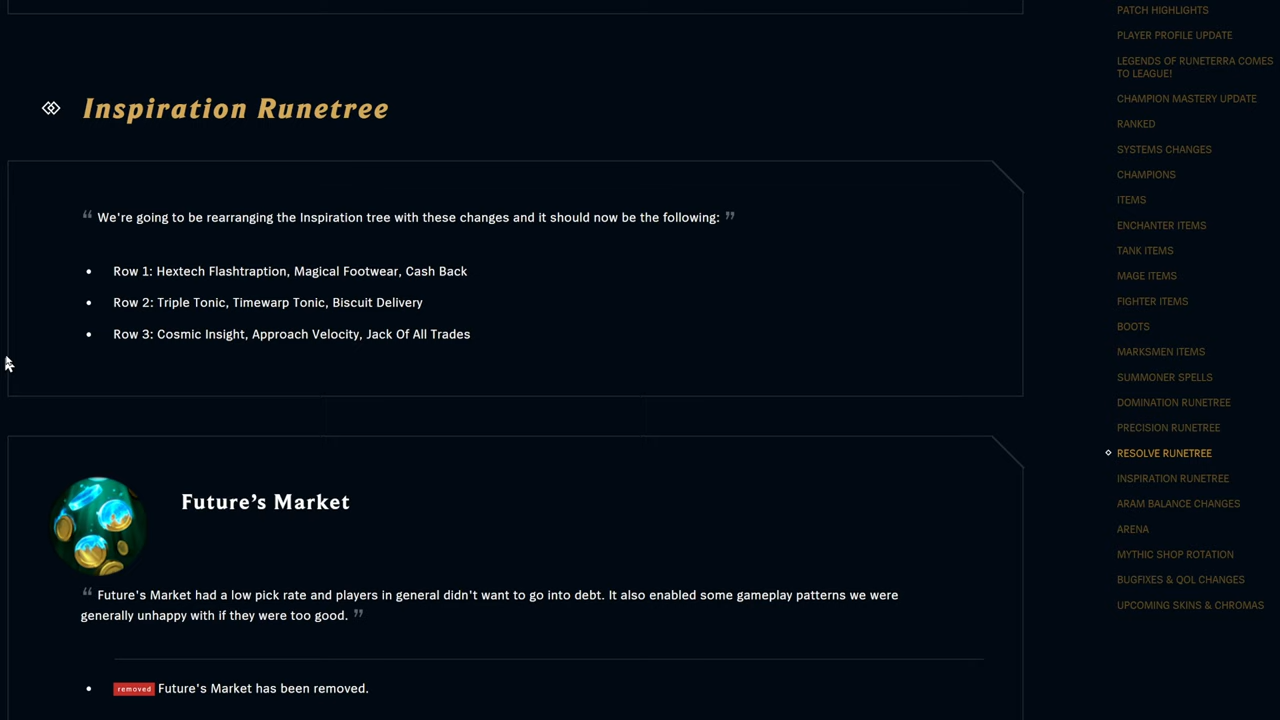 Inspiration Runetree
“ We're going to be rearranging the Inspiration tree with these changes and it should now be the following: ”
• Row 1: Hextech Flashtraption, Magical Footwear, Cash Back
• Row 2: Triple Tonic, Timewarp Tonic, Biscuit Delivery
• Row 3: Cosmic Insight, Approach Velocity, Jack Of All Trades
Future’s Market
“ Future's Market had a low pick rate and players in general didn't want to go into debt. It also enabled some gameplay patterns we were
generally unhappy with if they were too good. ”
• removed Future's Market has been removed.
PATCH HIGHLIGHTS
PLAYER PROFILE UPDATE
LEGENDS OF RUNETERRA COMES
TO LEAGUE!
CHAMPION MASTERY UPDATE
RANKED
SYSTEMS CHANGES
CHAMPIONS
ITEMS
ENCHANTER ITEMS
TANK ITEMS
MAGE ITEMS
FIGHTER ITEMS
BOOTS
MARKSMEN ITEMS
SUMMONER SPELLS
DOMINATION RUNETREE
PRECISION RUNETREE
RESOLVE RUNETREE
INSPIRATION RUNETREE
ARAM BALANCE CHANGES
ARENA
MYTHIC SHOP ROTATION
BUGFIXES & QOL CHANGES
UPCOMING SKINS & CHROMAS